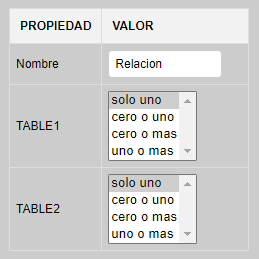 PROPIEDAD VALOR
Nombre Relacion
TABLE1
solo uno
cero o uno
cero o mas
uno o mas
TABLE2
solo uno
cero o uno
cero o mas
uno o mas